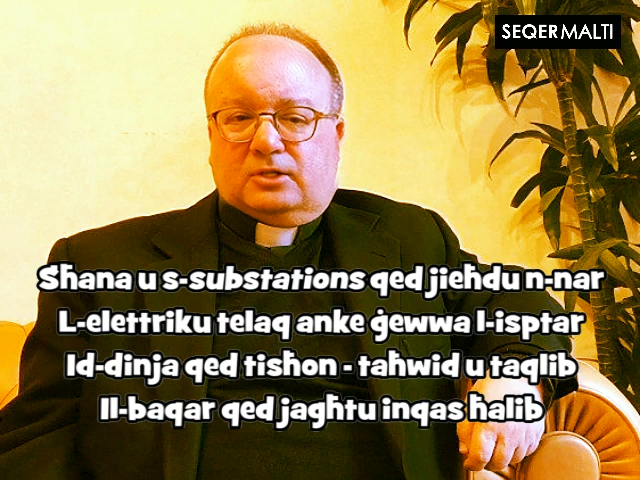 SEQER MALTI
Sħana u s-substations qed jieħdu n-nar
L-elettriku telaq anke ġewwa l-isptar
Id-dinja qed tisħon - taħwid u taqlib
Il-baqar qed jagħtu inqas ħalib